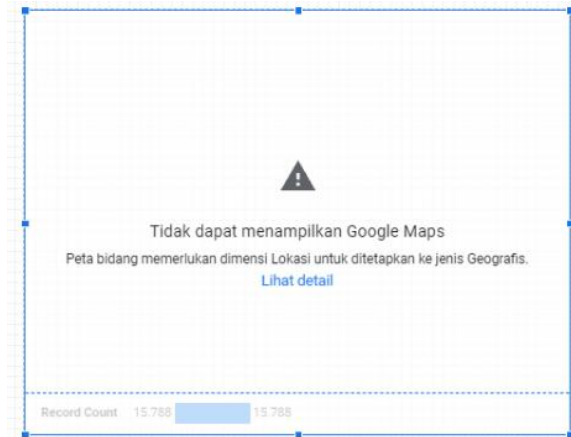 Tidak dapat menampilkan Google Maps
Peta bidang memerlukan dimensi Lokasi untuk ditetapkan ke jenis Geografis.
Lihat detail
Record Count 15.788 15.788